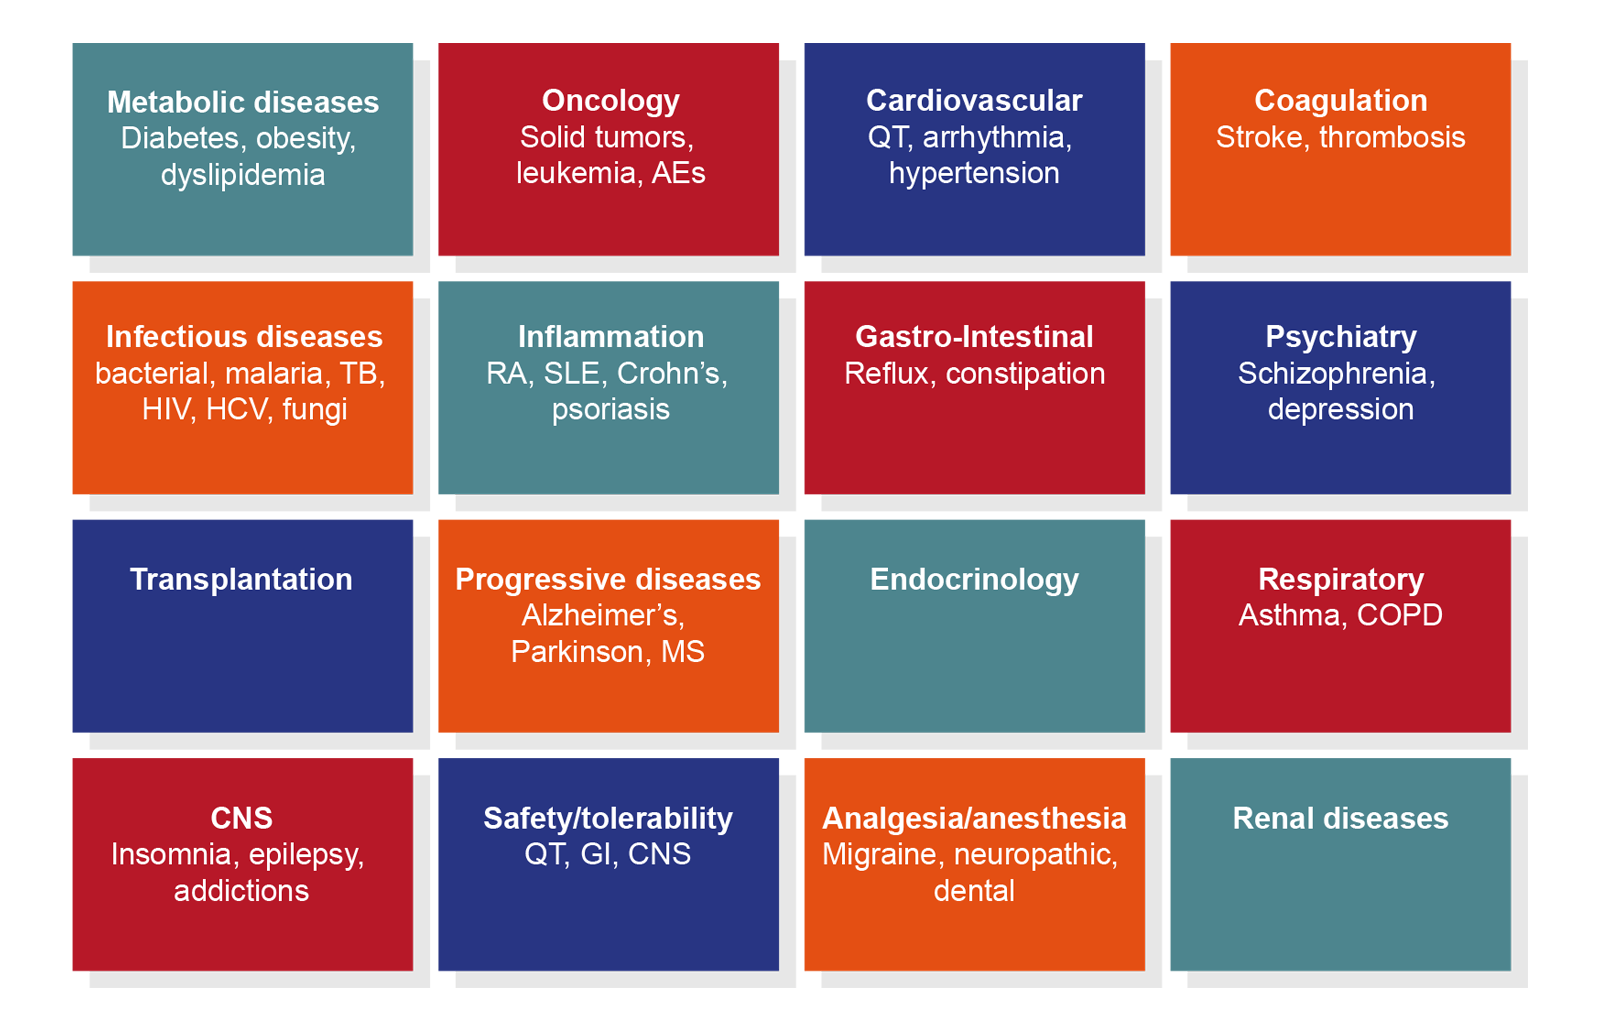 Metabolic diseases
Diabetes, obesity,
dyslipidemia
Oncology
Solid tumors,
leukemia, AEs
Cardiovascular
QT, arrhythmia,
hypertension
Coagulation
Stroke, thrombosis
Infectious diseases
bacterial, malaria, TB,
HIV, HCV, fungi
Inflammation
RA, SLE, Crohn’s,
psoriasis
Gastro-Intestinal
Reflux, constipation
Psychiatry
Schizophrenia,
depression
Transplantation
Progressive diseases
Alzheimer’s,
Parkinson, MS
Endocrinology
Respiratory
Asthma, COPD
CNS
Insomnia, epilepsy,
addictions
Safety/tolerability
QT, GI, CNS
Analgesia/anesthesia
Migraine, neuropathic,
dental
Renal diseases